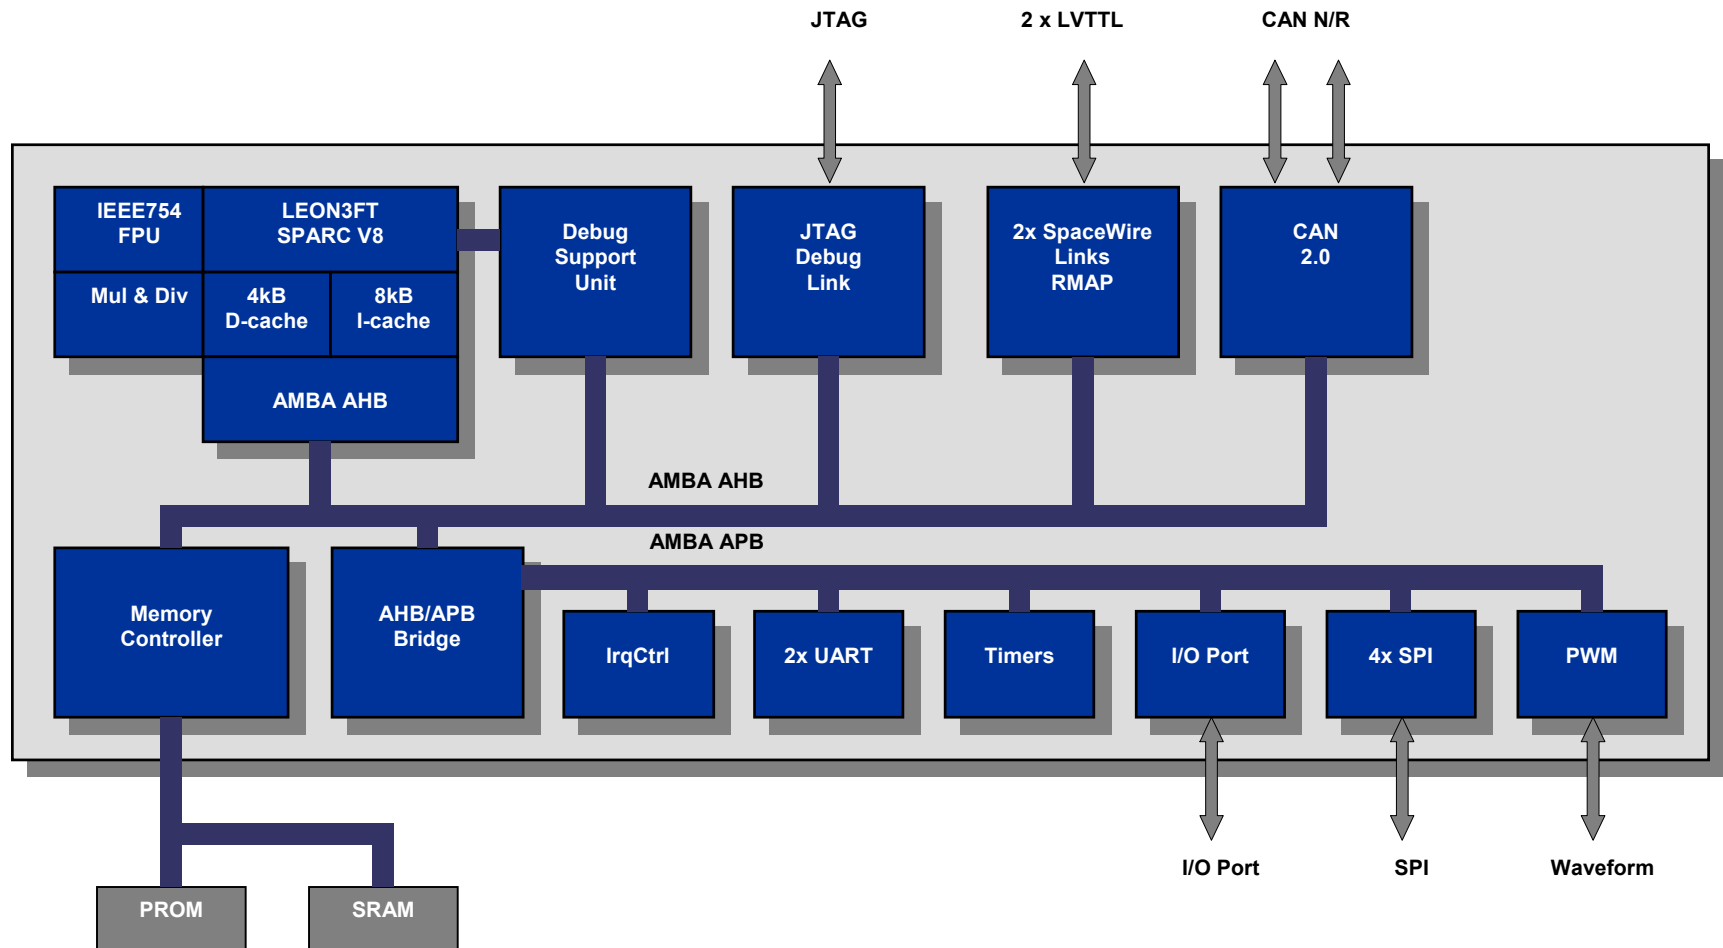 JTAG
2 x LVTTL
CAN N/R
IEEE754
FPU
LEON3FT
SPARC V8
Mul & Div
4kB
D-cache
8kB
I-cache
AMBA AHB
Debug
Support
Unit
JTAG
Debug
Link
2x SpaceWire
Links
RMAP
CAN
2.0
AMBA AHB
AMBA APB
Memory
Controller
AHB/APB
Bridge
IrqCtrl
2x UART
Timers
I/O Port
4x SPI
PWM
I/O Port
SPI
Waveform
PROM
SRAM